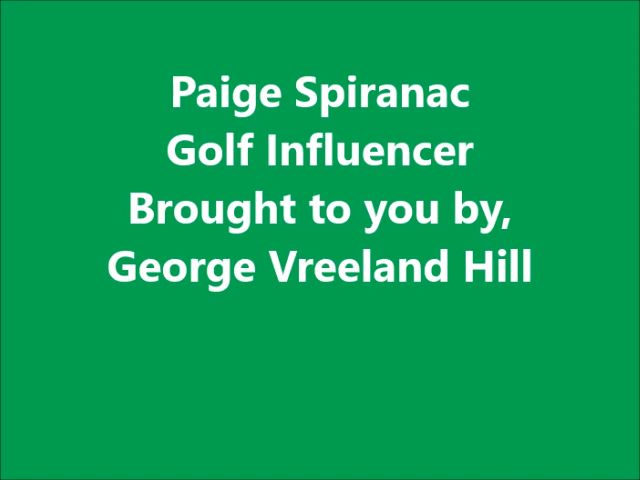 Paige Spiranac
Golf Influencer
Brought to you by,
George Vreeland Hill